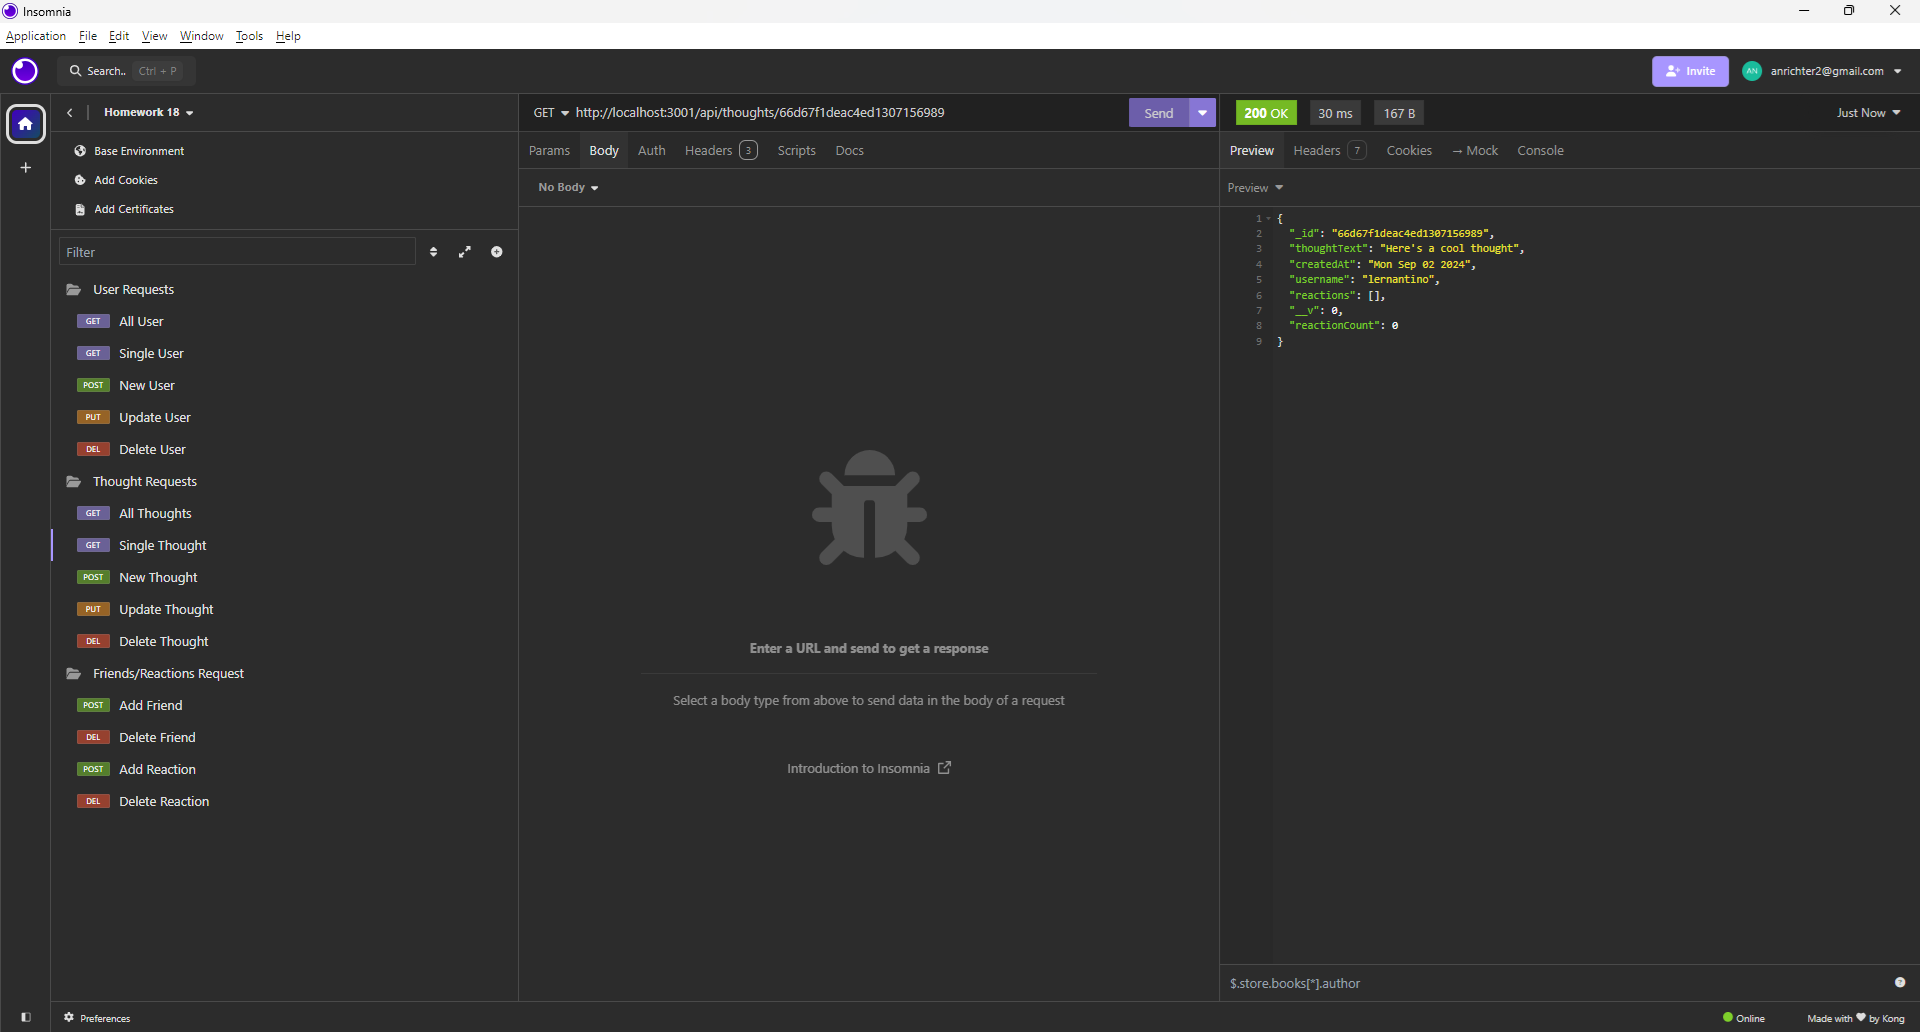 Insomnia
Application File Edit View Window Tools Help
Search.. Ctrl + P
Invite AN anrichter2@gmail.com
Homework 18
Base Environment
Add Cookies
Add Certificates
Filter
User Requests
GET All User
GET Single User
POST New User
PUT Update User
DEL Delete User
Thought Requests
GET All Thoughts
GET Single Thought
POST New Thought
PUT Update Thought
DEL Delete Thought
Friends/Reactions Request
POST Add Friend
DEL Delete Friend
POST Add Reaction
DEL Delete Reaction
Preferences
GET http://localhost:3001/api/thoughts/66d67f1deac4ed1307156989 Send
Params Body Auth Headers 3 Scripts Docs
No Body
Enter a URL and send to get a response
Select a body type from above to send data in the body of a request
Introduction to Insomnia
200 OK 30 ms 167 B Just Now
Preview Headers 7 Cookies → Mock Console
Preview
1 {
2 "_id": "66d67f1deac4ed1307156989",
3 "thoughtText": "Here's a cool thought",
4 "createdAt": "Mon Sep 02 2024",
5 "username": "lernantino",
6 "reactions": [],
7 "__v": 0,
8 "reactionCount": 0
9 }
$.store.books[*].author
Online Made with ♥ by Kong